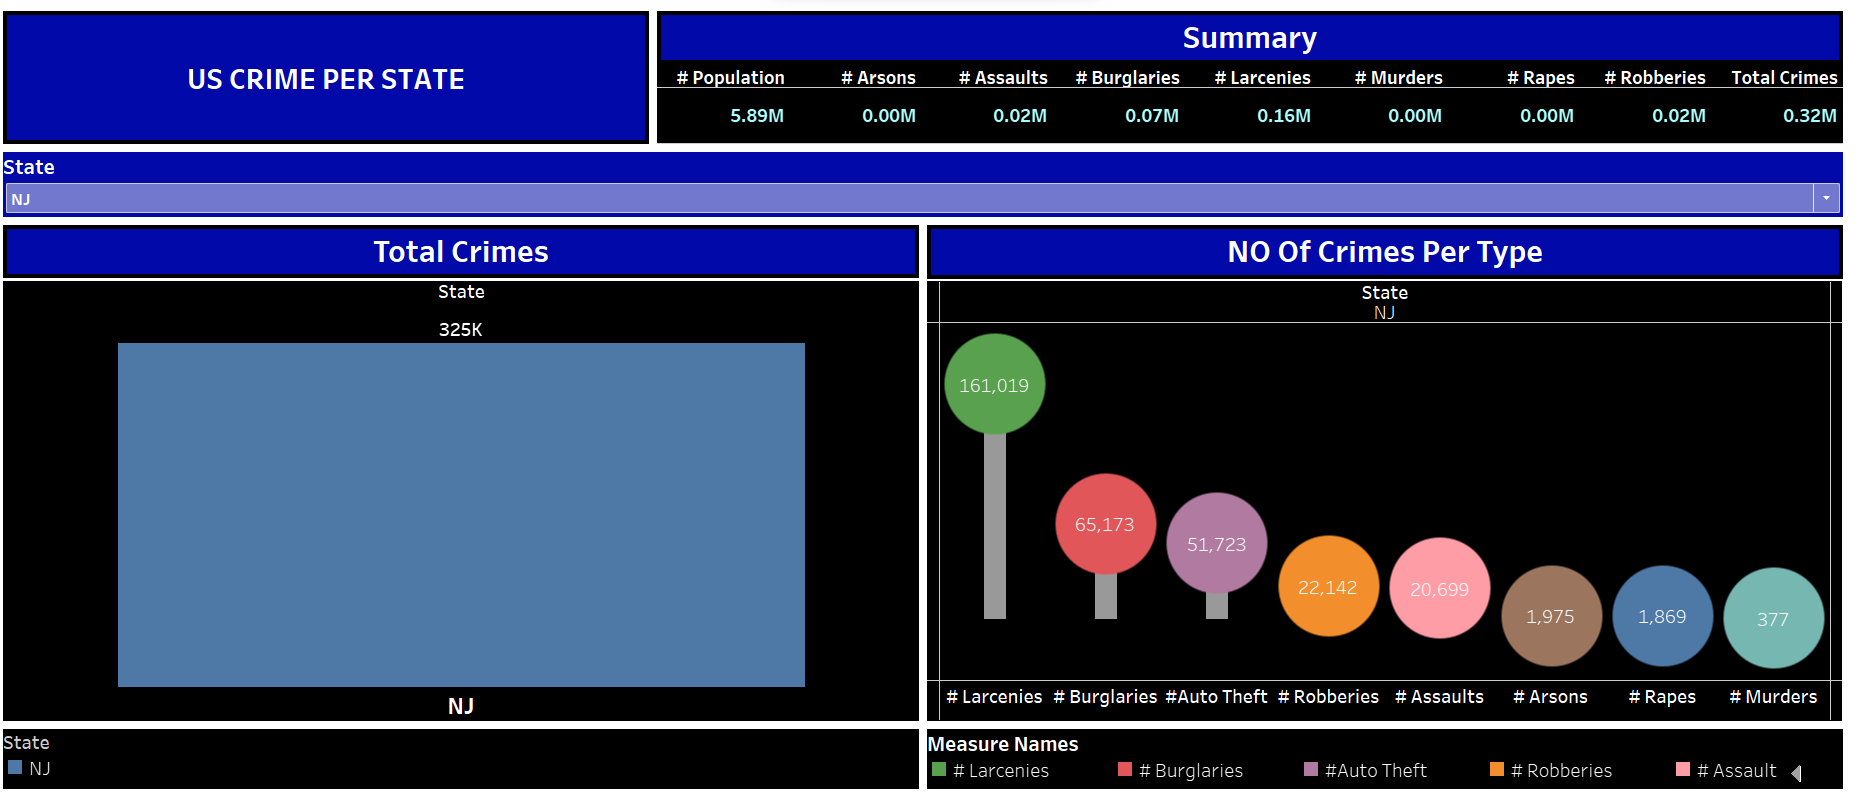 US CRIME PER STATE
Summary
# Population # Arsons # Assaults # Burglaries # Larcenies # Murders # Rapes # Robberies Total Crimes
5.89M 0.00M 0.02M 0.07M 0.16M 0.00M 0.00M 0.02M 0.32M
State
NJ
Total Crimes
State
325K
NJ
State
NJ
NO Of Crimes Per Type
State
NJ
161,019
65,173
51,723
22,142
20,699
1,975
1,869
377
# Larcenies # Burglaries #Auto Theft # Robberies # Assaults # Arsons # Rapes # Murders
Measure Names
# Larcenies # Burglaries #Auto Theft # Robberies # Assault